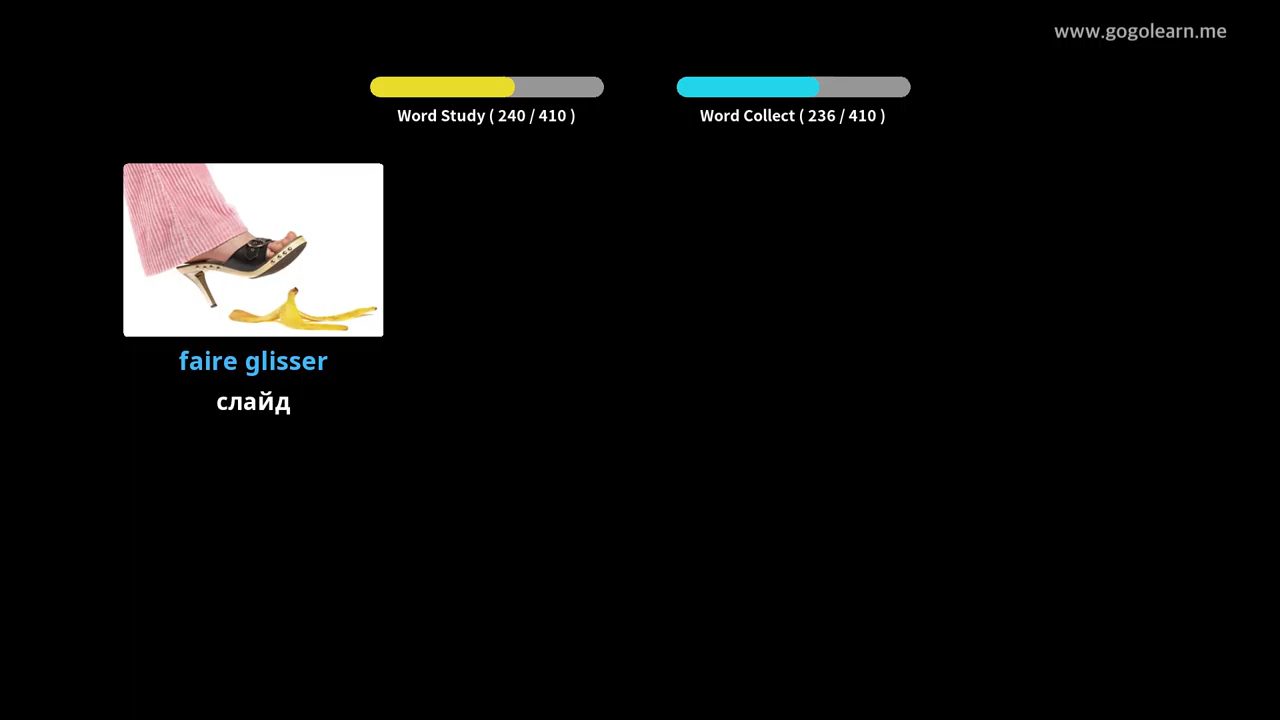 www.gogolearn.me
Word Study ( 240 / 410 )
Word Collect ( 236 / 410 )
faire glisser
слайд